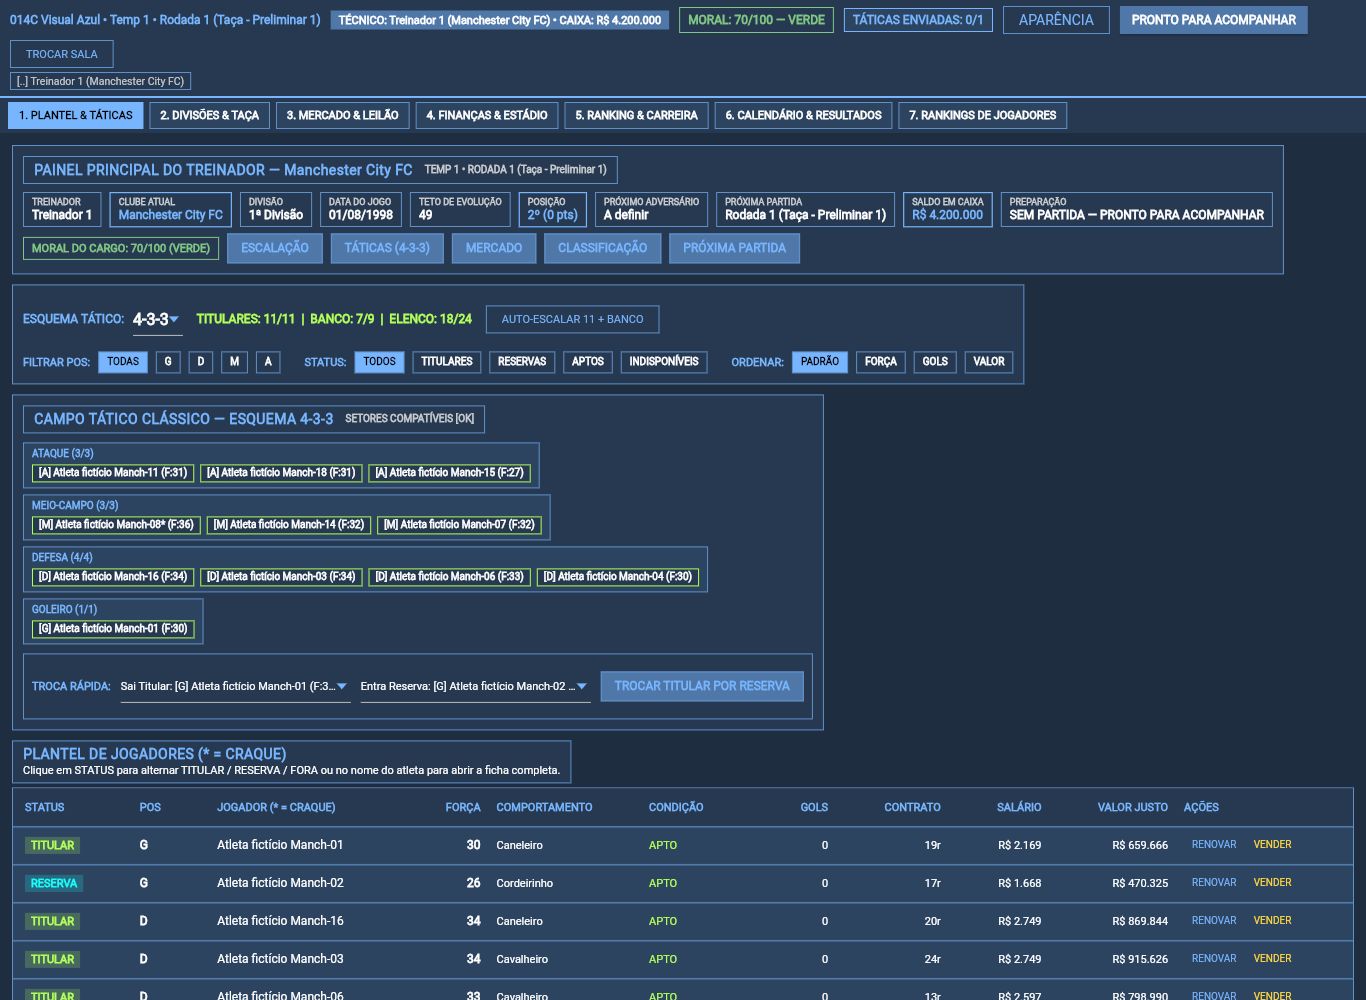 014C Visual Azul • Temp 1 • Rodada 1 (Taça - Preliminar 1) TÉCNICO: Treinador 1 (Manchester City FC) • CAIXA: R$ 4.200.000 MORAL: 70/100 — VERDE TÁTICAS ENVIADAS: 0/1 APARÊNCIA PRONTO PARA ACOMPANHAR
TROCAR SALA
[..] Treinador 1 (Manchester City FC)
1. PLANTEL & TÁTICAS 2. DIVISÕES & TAÇA 3. MERCADO & LEILÃO 4. FINANÇAS & ESTÁDIO 5. RANKING & CARREIRA 6. CALENDÁRIO & RESULTADOS 7. RANKINGS DE JOGADORES
PAINEL PRINCIPAL DO TREINADOR — Manchester City FC TEMP 1 • RODADA 1 (Taça - Preliminar 1)
TREINADOR CLUBE ATUAL DIVISÃO DATA DO JOGO TETO DE EVOLUÇÃO POSIÇÃO PRÓXIMO ADVERSÁRIO PRÓXIMA PARTIDA SALDO EM CAIXA PREPARAÇÃO
Treinador 1 Manchester City FC 1ª Divisão 01/08/1998 49 2º (0 pts) A definir Rodada 1 (Taça - Preliminar 1) R$ 4.200.000 SEM PARTIDA — PRONTO PARA ACOMPANHAR
MORAL DO CARGO: 70/100 (VERDE) ESCALAÇÃO TÁTICAS (4-3-3) MERCADO CLASSIFICAÇÃO PRÓXIMA PARTIDA
ESQUEMA TÁTICO: 4-3-3 TITULARES: 11/11 | BANCO: 7/9 | ELENCO: 18/24 AUTO-ESCALAR 11 + BANCO
FILTRAR POS: TODAS G D M A STATUS: TODOS TITULARES RESERVAS APTOS INDISPONÍVEIS ORDENAR: PADRÃO FORÇA GOLS VALOR
CAMPO TÁTICO CLÁSSICO — ESQUEMA 4-3-3 SETORES COMPATÍVEIS [OK]
ATAQUE (3/3)
[A] Atleta fictício Manch-11 (F:31) [A] Atleta fictício Manch-18 (F:31) [A] Atleta fictício Manch-15 (F:27)
MEIO-CAMPO (3/3)
[M] Atleta fictício Manch-08* (F:36) [M] Atleta fictício Manch-14 (F:32) [M] Atleta fictício Manch-07 (F:32)
DEFESA (4/4)
[D] Atleta fictício Manch-16 (F:34) [D] Atleta fictício Manch-03 (F:34) [D] Atleta fictício Manch-06 (F:33) [D] Atleta fictício Manch-04 (F:30)
GOLEIRO (1/1)
[G] Atleta fictício Manch-01 (F:30)
TROCA RÁPIDA: Sai Titular: [G] Atleta fictício Manch-01 (F:3... Entra Reserva: [G] Atleta fictício Manch-02 ... TROCAR TITULAR POR RESERVA
PLANTEL DE JOGADORES (* = CRAQUE)
Clique em STATUS para alternar TITULAR / RESERVA / FORA ou no nome do atleta para abrir a ficha completa.
STATUS POS JOGADOR (* = CRAQUE) FORÇA COMPORTAMENTO CONDIÇÃO GOLS CONTRATO SALÁRIO VALOR JUSTO AÇÕES
TITULAR G Atleta fictício Manch-01 30 Caneleiro APTO 0 19r R$ 2.169 R$ 659.666 RENOVAR VENDER
RESERVA G Atleta fictício Manch-02 26 Cordeirinho APTO 0 17r R$ 1.668 R$ 470.325 RENOVAR VENDER
TITULAR D Atleta fictício Manch-16 34 Caneleiro APTO 0 20r R$ 2.749 R$ 869.844 RENOVAR VENDER
TITULAR D Atleta fictício Manch-03 34 Cavalheiro APTO 0 24r R$ 2.749 R$ 915.626 RENOVAR VENDER
TITULAR D Atleta fictício Manch-06 33 Cavalheiro APTO 0 13r R$ 2.597 R$ 798.990 RENOVAR VENDER